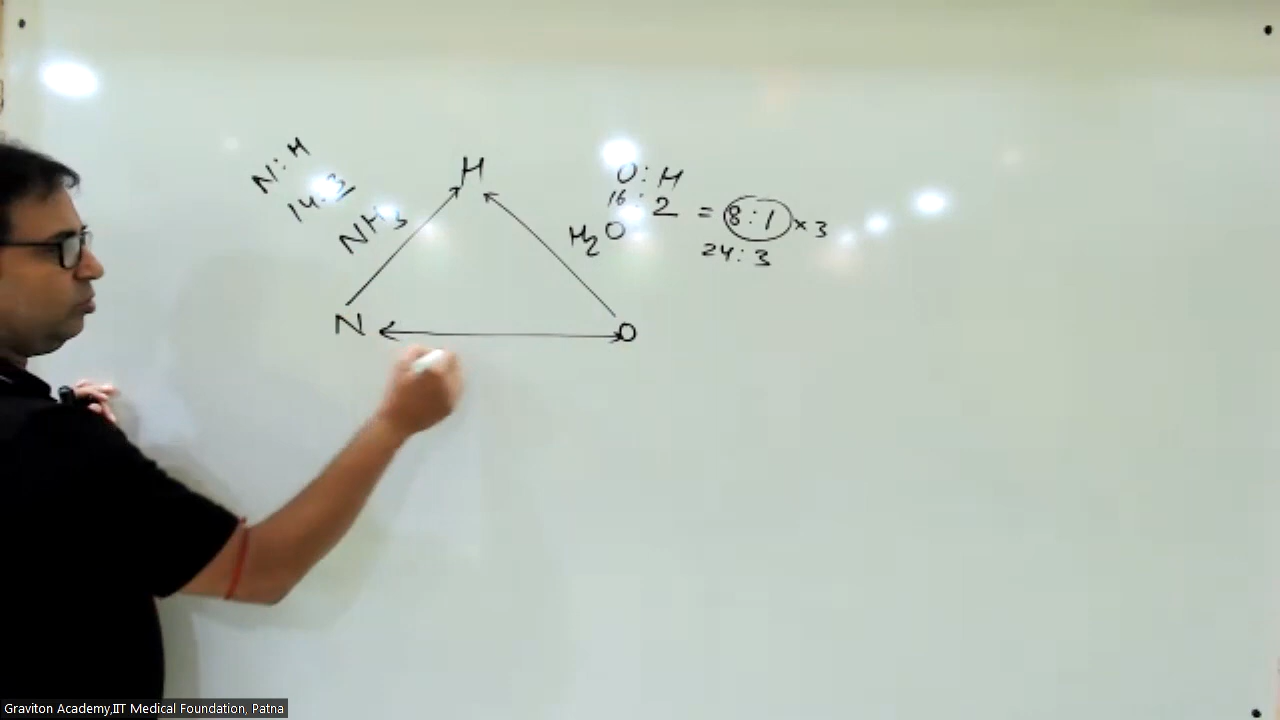 N:H
14:3
NH3
H
O:H
16:2 = 8:1 x 3
24:3
H2O
N
O
Graviton Academy,IIT Medical Foundation, Patna